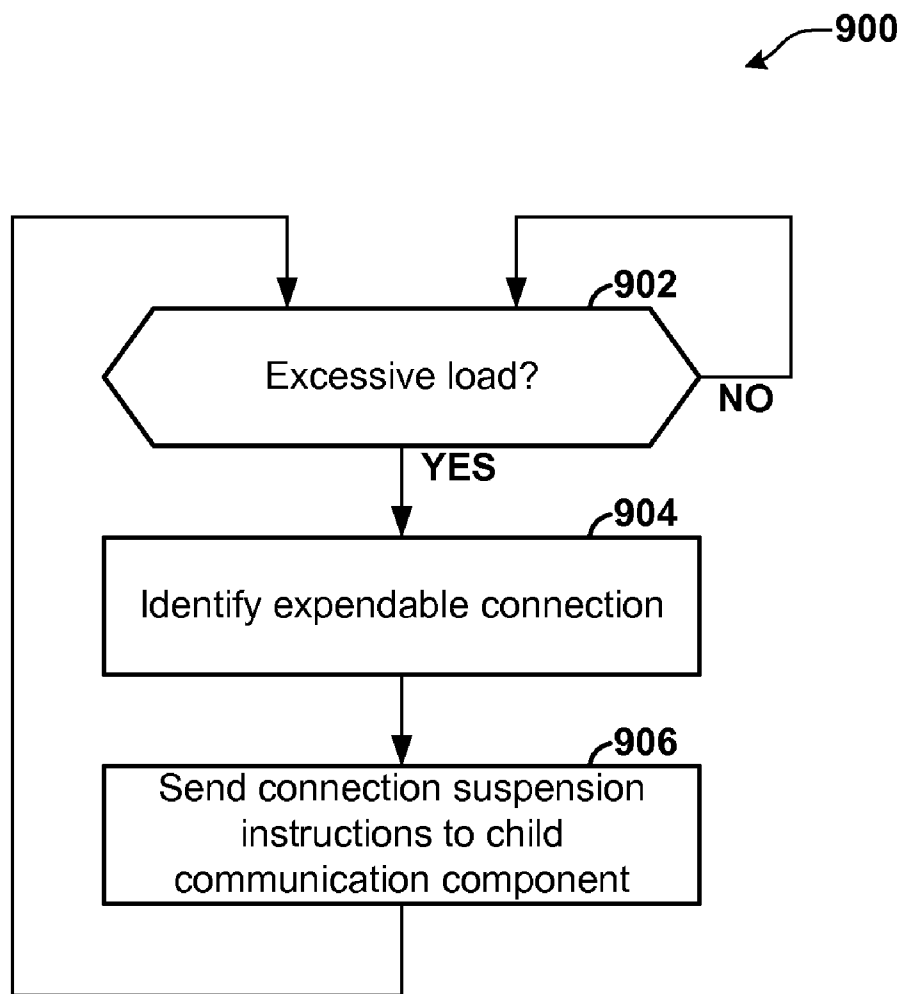 900
902
Excessive load?
NO
YES
904
Identify expendable connection
906
Send connection suspension
instructions to child
communication component